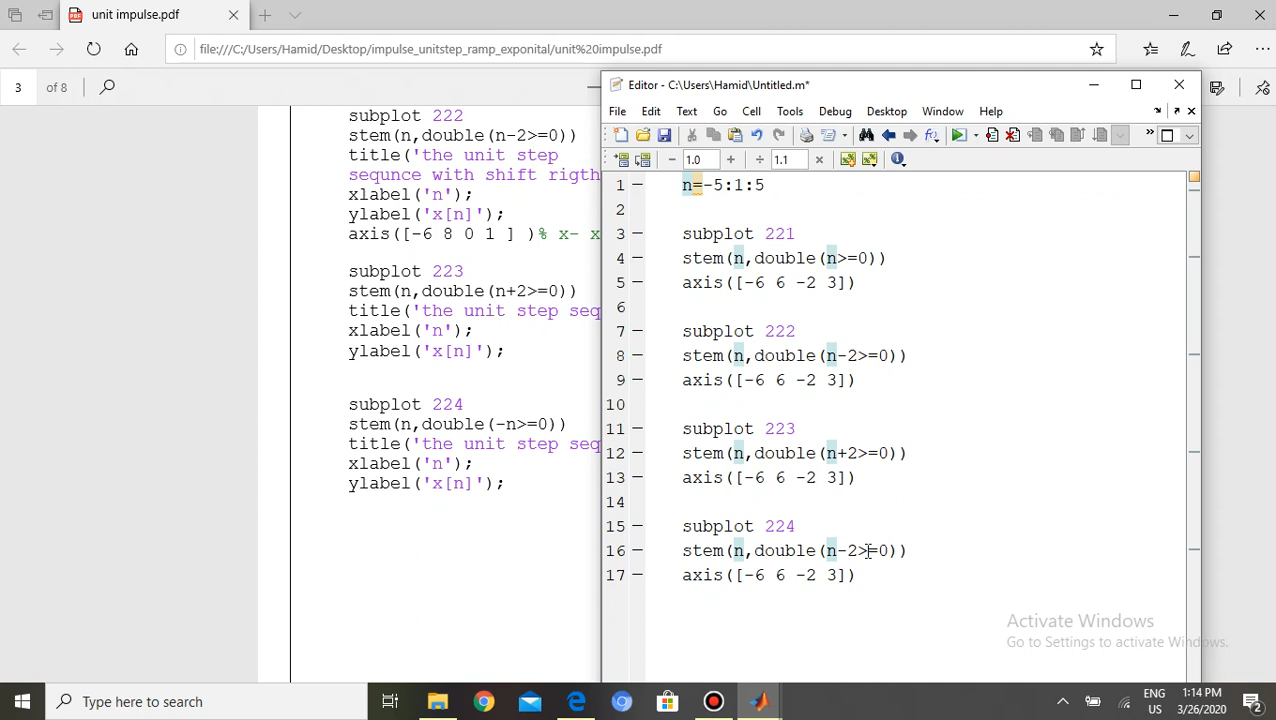 unit impulse.pdf
file:///C:/Users/Hamid/Desktop/impulse_unitstep_ramp_exponital/unit%20impulse.pdf
3 of 8
subplot 222
stem(n,double(n-2>=0))
title('the unit step
sequnce with shift rigth
xlabel('n');
ylabel('x[n]');
axis([-6 8 0 1 ] )% x- x
subplot 223
stem(n,double(n+2>=0))
title('the unit step seq
xlabel('n');
ylabel('x[n]');
subplot 224
stem(n,double(-n>=0))
title('the unit step seq
xlabel('n');
ylabel('x[n]');
Editor - C:\Users\Hamid\Untitled.m*
File Edit Text Go Cell Tools Debug Desktop Window Help
1.0 1.1
1 n=-5:1:5
2
3 subplot 221
4 stem(n,double(n>=0))
5 axis([-6 6 -2 3])
6
7 subplot 222
8 stem(n,double(n-2>=0))
9 axis([-6 6 -2 3])
10
11 subplot 223
12 stem(n,double(n+2>=0))
13 axis([-6 6 -2 3])
14
15 subplot 224
16 stem(n,double(n-2>=0))
17 axis([-6 6 -2 3])
Activate Windows
Go to Settings to activate Windows.
Type here to search
ENG
US
1:14 PM
3/26/2020
2